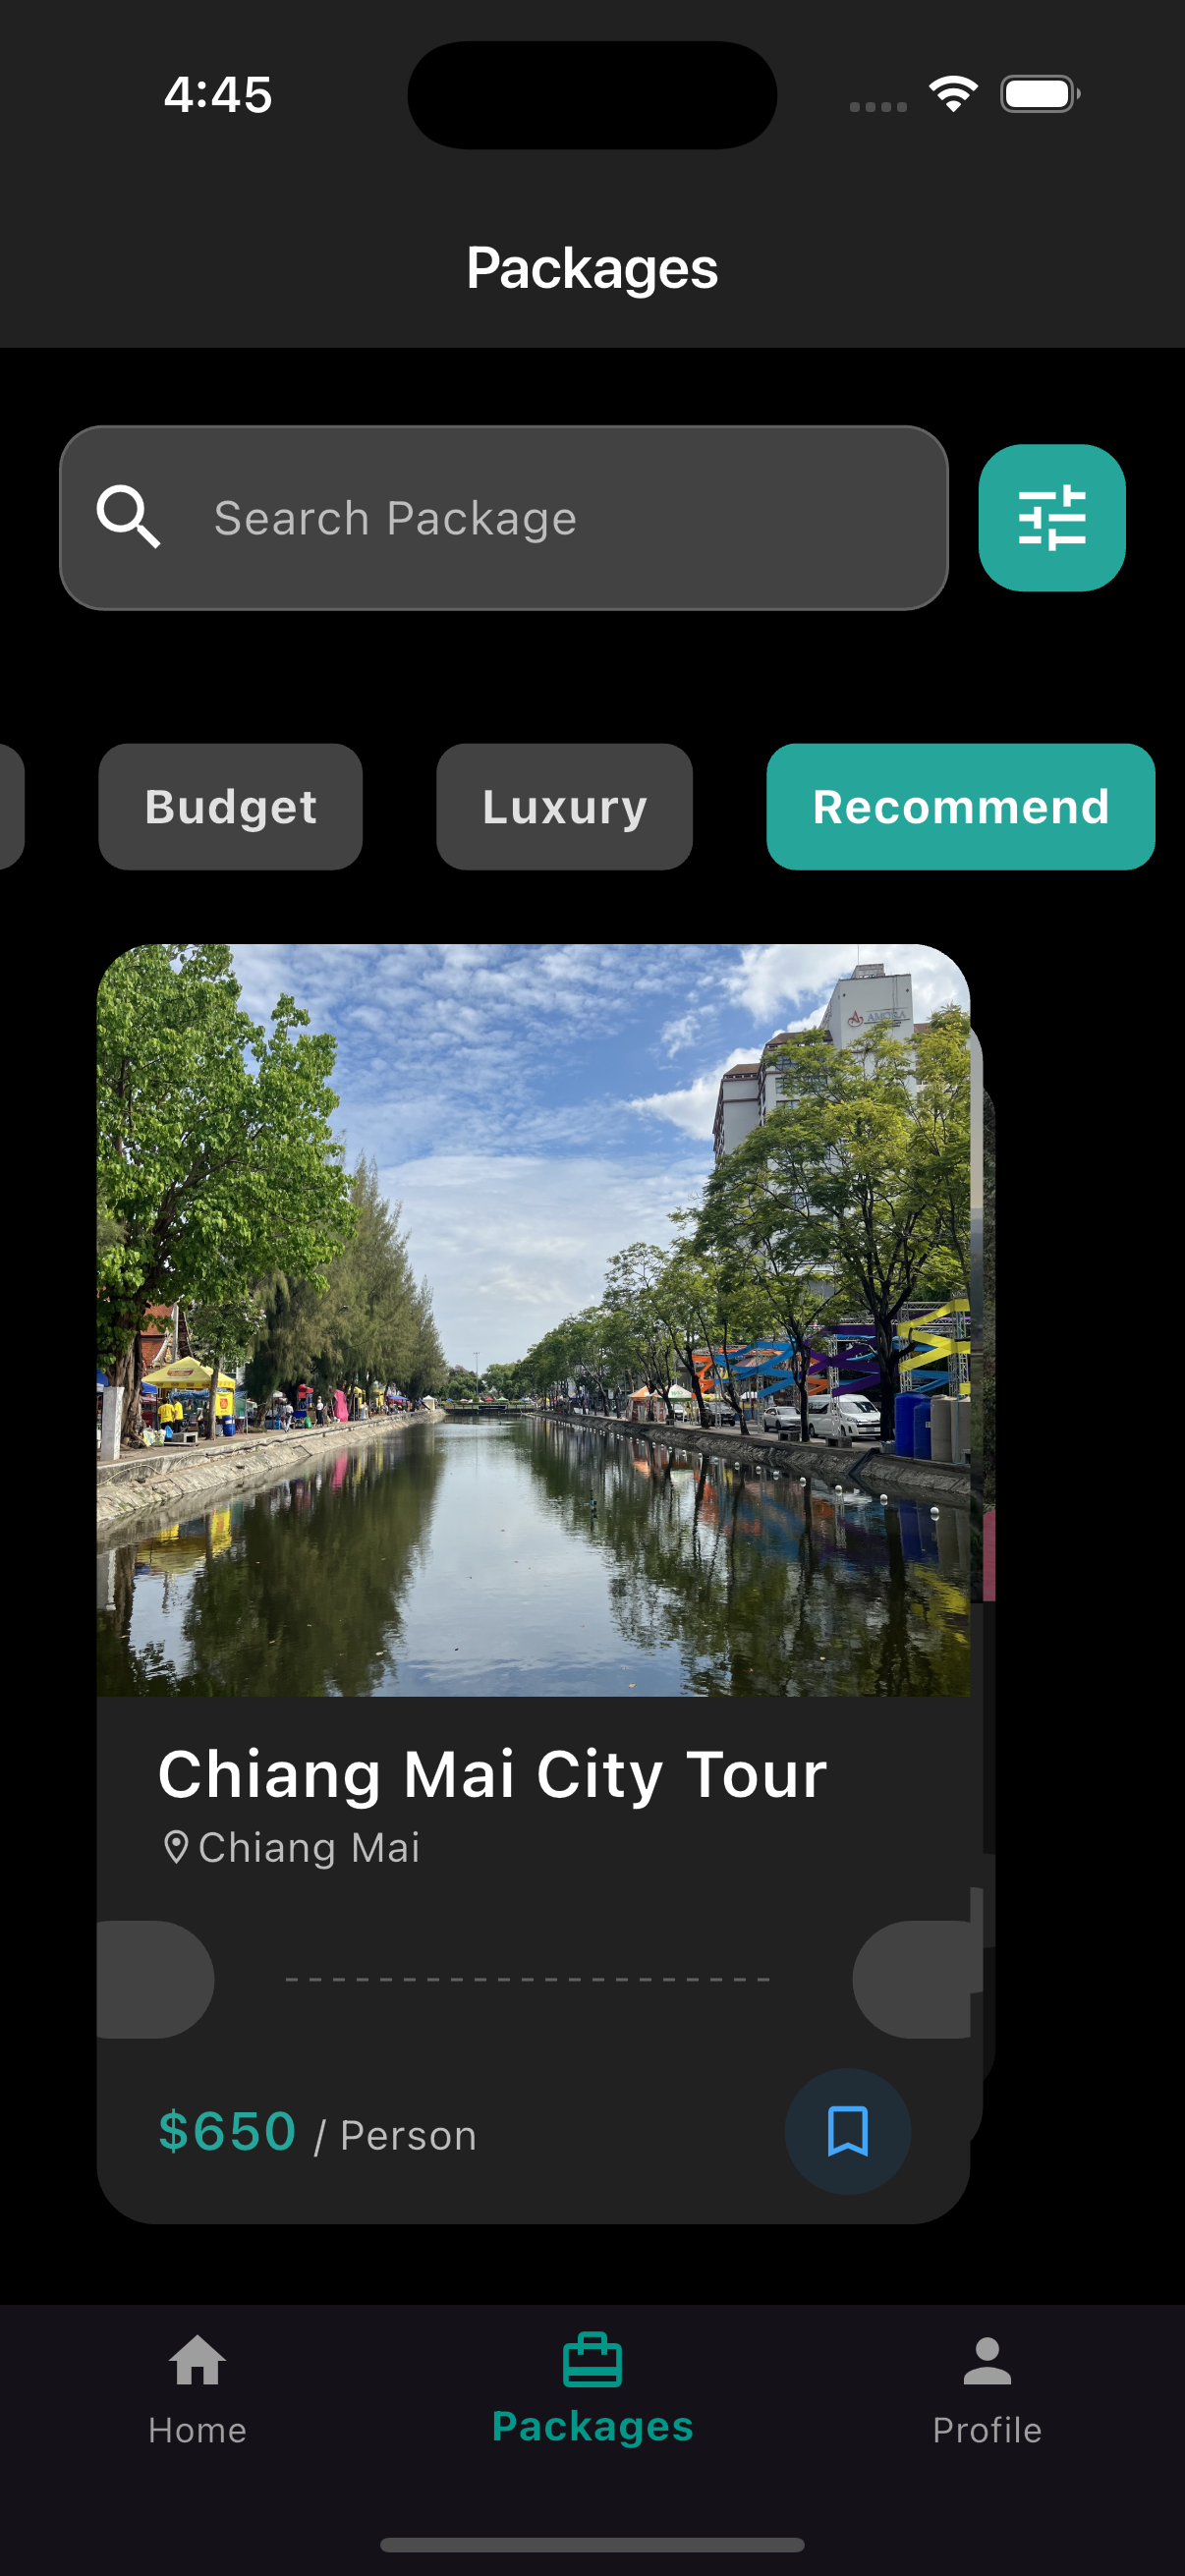 4:45
Packages
Search Package
Budget
Luxury
Recommend
AMORA
Chiang Mai City Tour
Chiang Mai
$650 / Person
Home
Packages
Profile